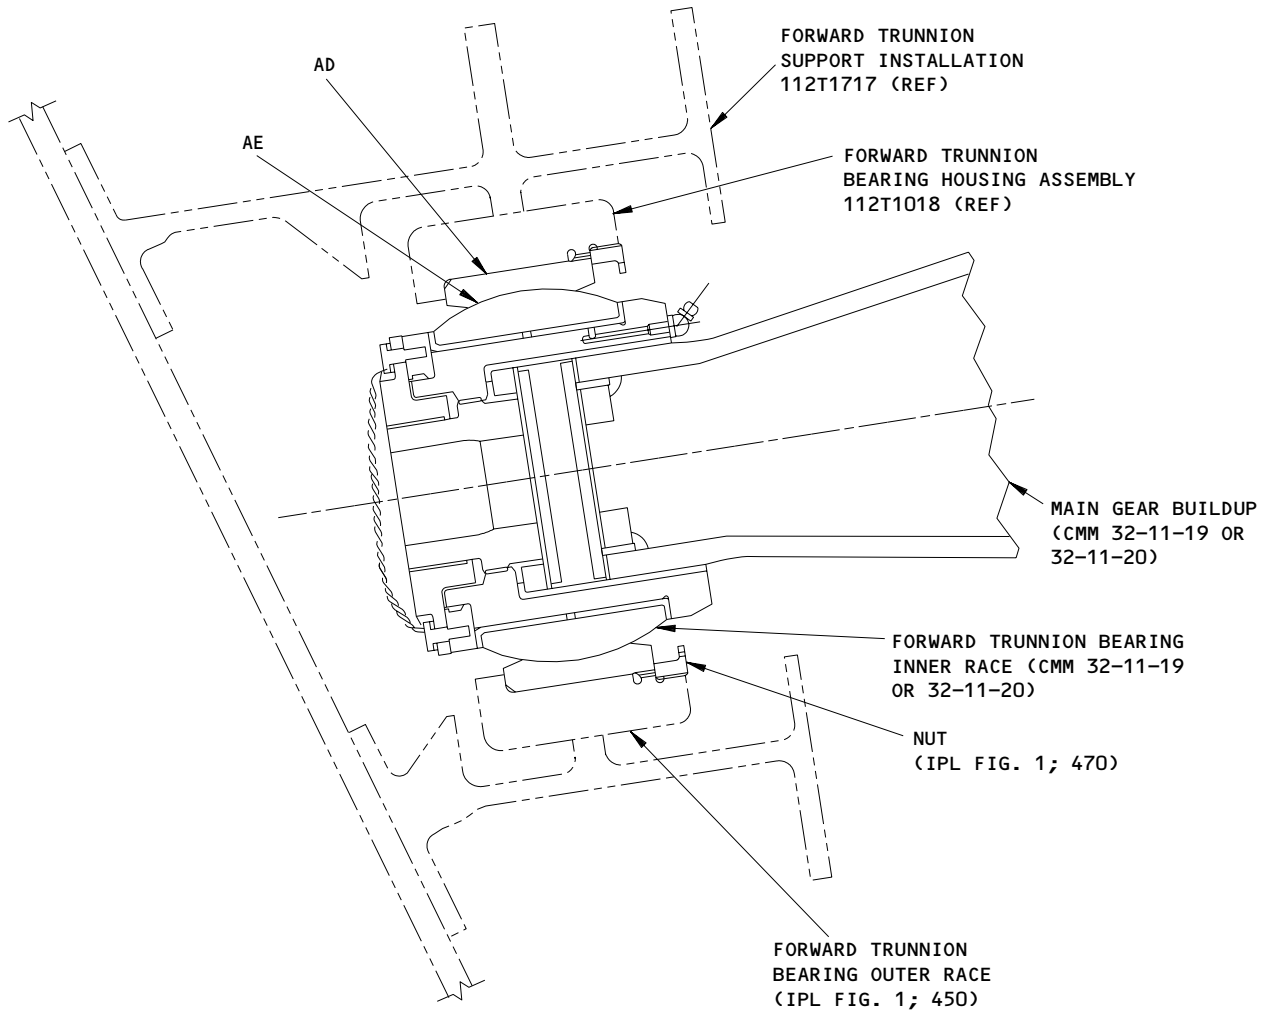 FORWARD TRUNNION
SUPPORT INSTALLATION
112T1717 (REF)
AD
AE
FORWARD TRUNNION
BEARING HOUSING ASSEMBLY
112T1018 (REF)
MAIN GEAR BUILDUP
(CMM 32-11-19 OR
32-11-20)
FORWARD TRUNNION BEARING
INNER RACE (CMM 32-11-19
OR 32-11-20)
NUT
(IPL FIG. 1; 470)
FORWARD TRUNNION
BEARING OUTER RACE
(IPL FIG. 1; 450)